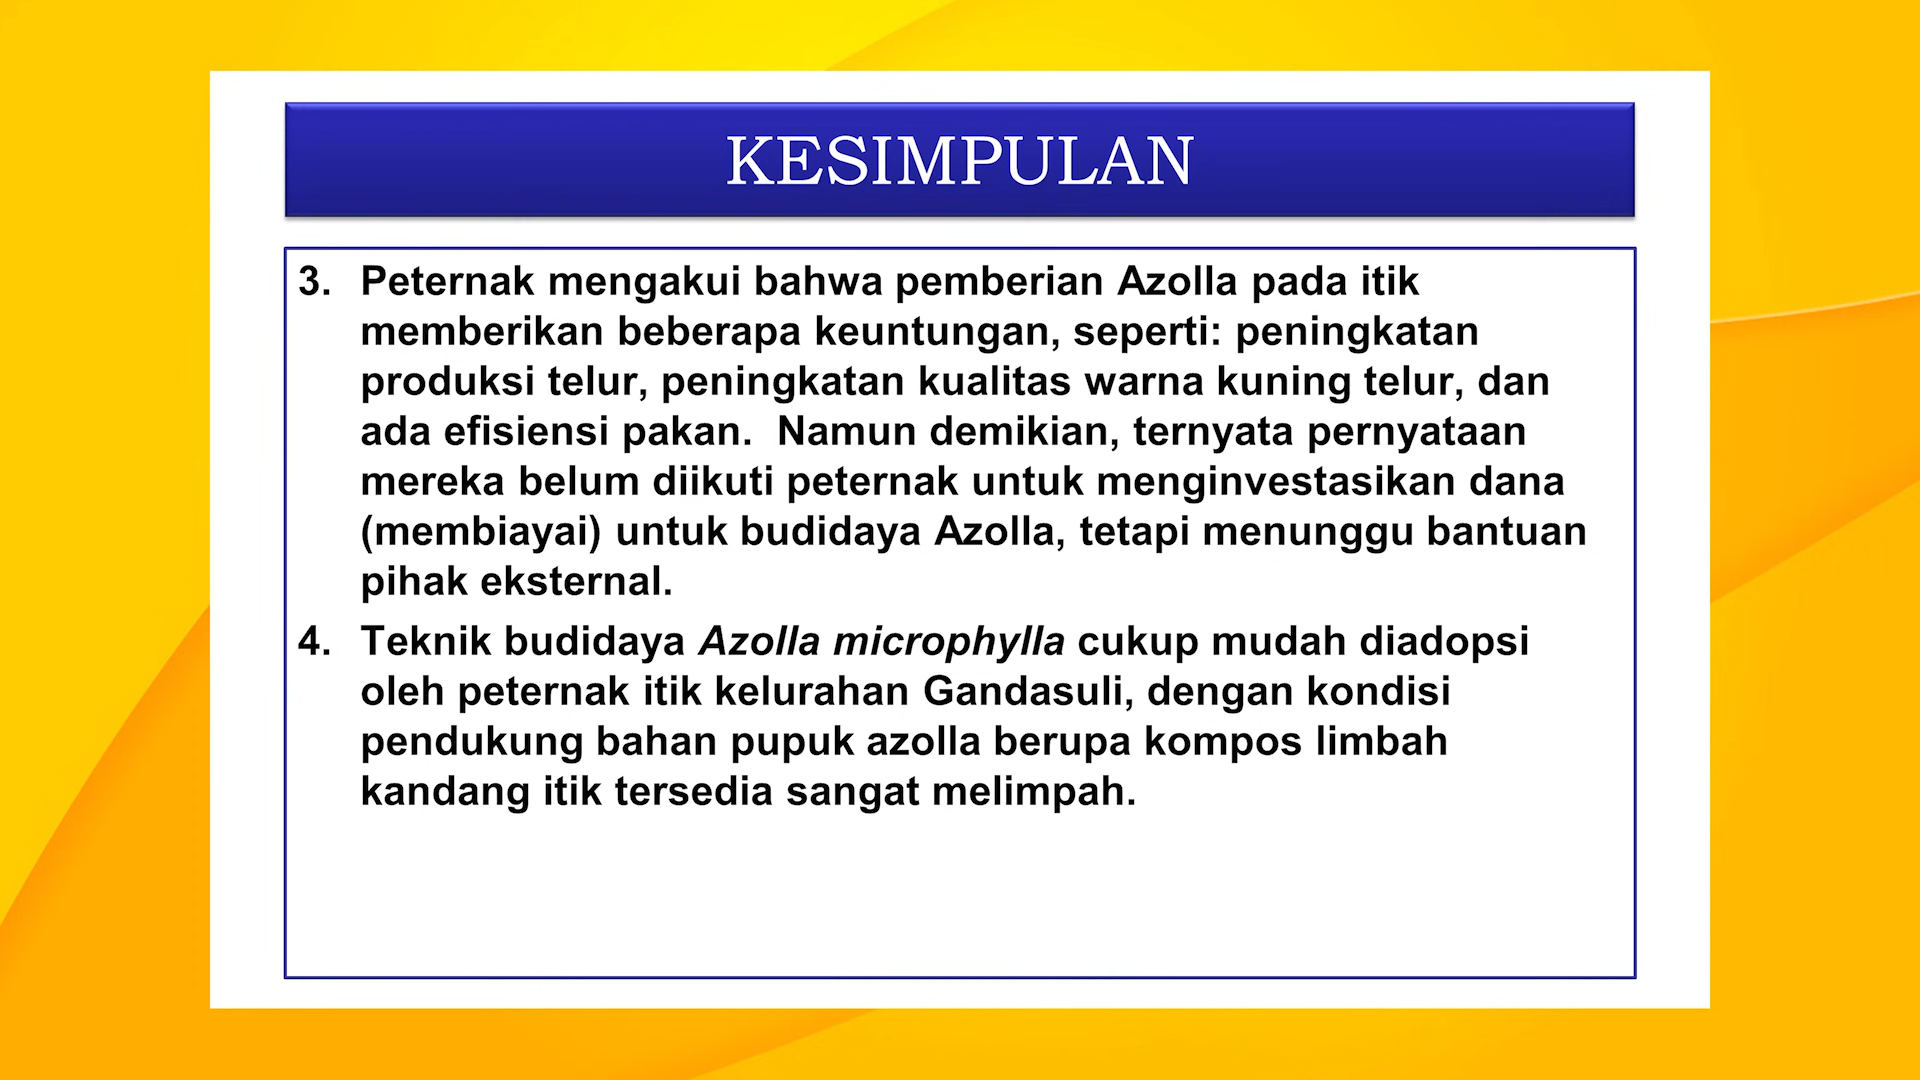 KESIMPULAN
3. Peternak mengakui bahwa pemberian Azolla pada itik
memberikan beberapa keuntungan, seperti: peningkatan
produksi telur, peningkatan kualitas warna kuning telur, dan
ada efisiensi pakan.  Namun demikian, ternyata pernyataan
mereka belum diikuti peternak untuk menginvestasikan dana
(membiayai) untuk budidaya Azolla, tetapi menunggu bantuan
pihak eksternal.
4. Teknik budidaya Azolla microphylla cukup mudah diadopsi
oleh peternak itik kelurahan Gandasuli, dengan kondisi
pendukung bahan pupuk azolla berupa kompos limbah
kandang itik tersedia sangat melimpah.